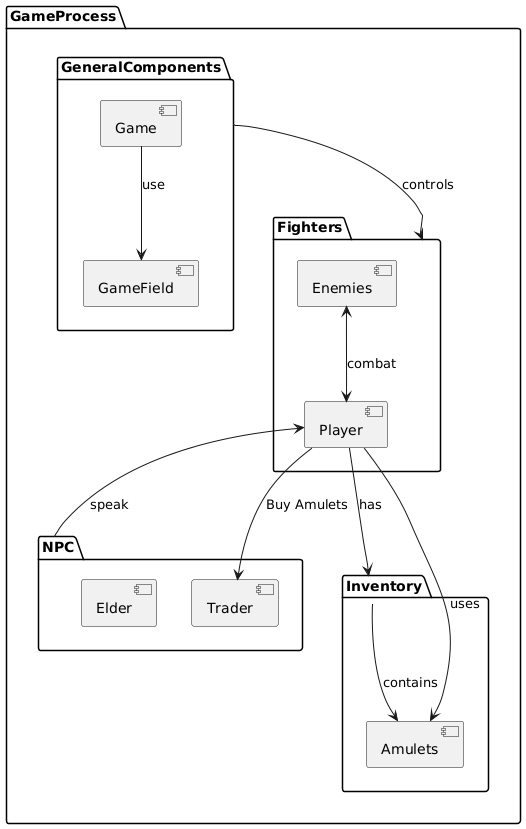 GameProcess
GeneralComponents
Game
use
controls
GameField
Fighters
Enemies
combat
Player
speak
Buy Amulets
has
NPC
Elder
Trader
Inventory
uses
contains
Amulets